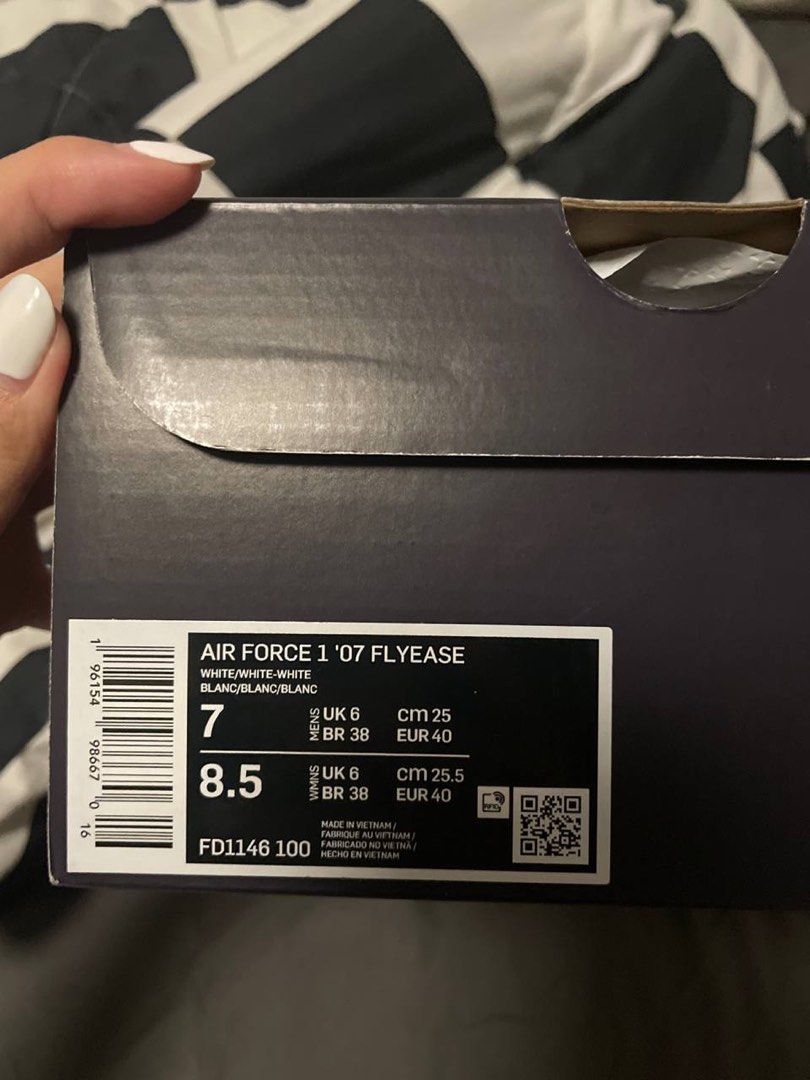 AIR FORCE 1 '07 FLYEASE
WHITE/WHITE-WHITE
BLANC/BLANC/BLANC
7 MENS UK 6 cm 25
BR 38 EUR 40
8.5 WMNS UK 6 cm 25.5
BR 38 EUR 40
FD1146 100
MADE IN VIETNAM /
FABRIQUE AU VIETNAM /
FABRICADO NO VIETNÃ /
HECHO EN VIETNAM
RFID
1 96154 98667 0 16